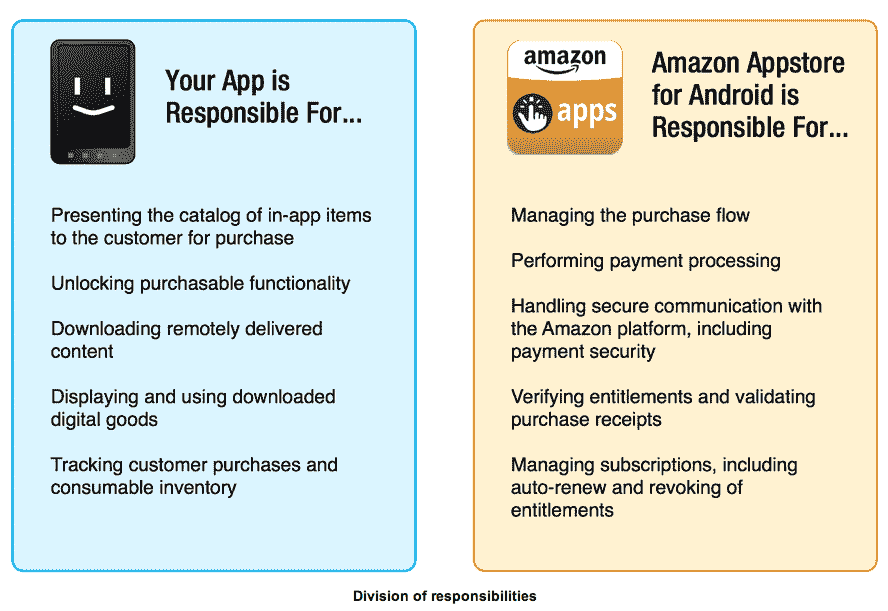 Your App is
Responsible For...
Presenting the catalog of in-app items
to the customer for purchase
Unlocking purchasable functionality
Downloading remotely delivered
content
Displaying and using downloaded
digital goods
Tracking customer purchases and
consumable inventory
amazon
apps
Amazon Appstore
for Android is
Responsible For...
Managing the purchase flow
Performing payment processing
Handling secure communication with
the Amazon platform, including
payment security
Verifying entitlements and validating
purchase receipts
Managing subscriptions, including
auto-renew and revoking of
entitlements
Division of responsibilities